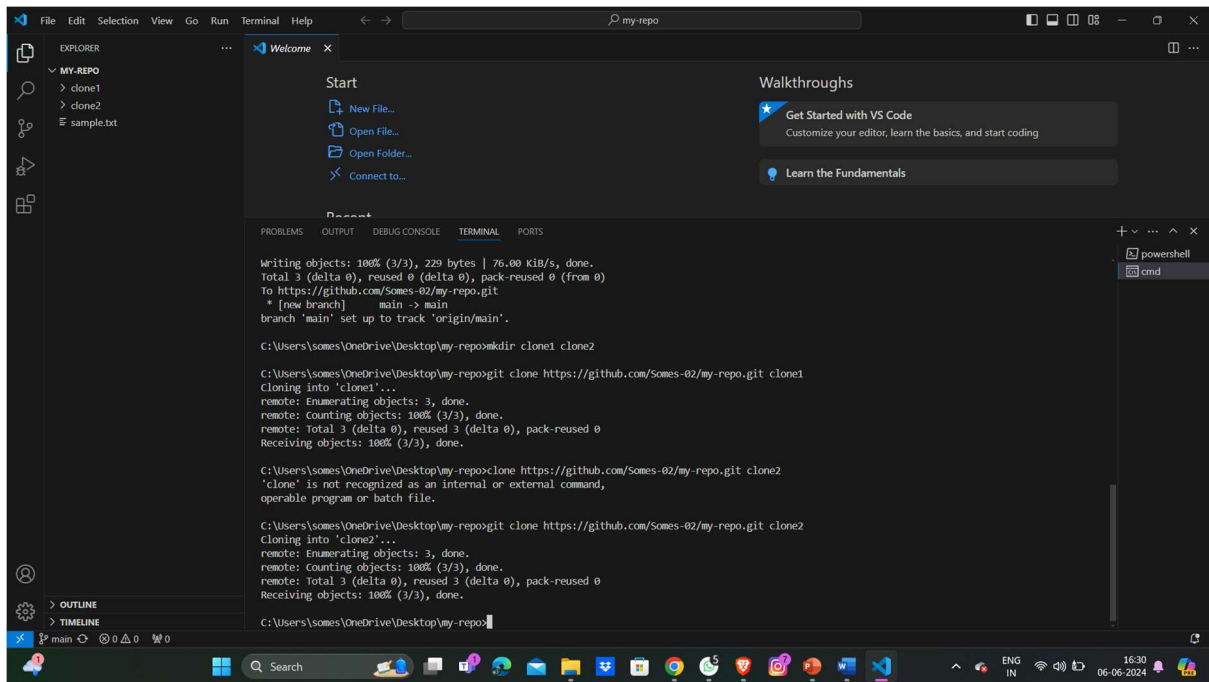 File Edit Selection View Go Run Terminal Help
my-repo
EXPLORER
Welcome
MY-REPO
clone1
clone2
sample.txt
Start
New File...
Open File...
Open Folder...
Connect to...
Recent
Walkthroughs
Get Started with VS Code
Customize your editor, learn the basics, and start coding
Learn the Fundamentals
PROBLEMS OUTPUT DEBUG CONSOLE TERMINAL PORTS
powershell
cmd
Writing objects: 100% (3/3), 229 bytes | 76.00 KiB/s, done.
Total 3 (delta 0), reused 0 (delta 0), pack-reused 0 (from 0)
To https://github.com/Somes-02/my-repo.git
* [new branch] main -> main
branch 'main' set up to track 'origin/main'.
C:\Users\somes\OneDrive\Desktop\my-repo>mkdir clone1 clone2
C:\Users\somes\OneDrive\Desktop\my-repo>git clone https://github.com/Somes-02/my-repo.git clone1
Cloning into 'clone1'...
remote: Enumerating objects: 3, done.
remote: Counting objects: 100% (3/3), done.
remote: Total 3 (delta 0), reused 3 (delta 0), pack-reused 0
Receiving objects: 100% (3/3), done.
C:\Users\somes\OneDrive\Desktop\my-repo>clone https://github.com/Somes-02/my-repo.git clone2
'clone' is not recognized as an internal or external command,
operable program or batch file.
C:\Users\somes\OneDrive\Desktop\my-repo>git clone https://github.com/Somes-02/my-repo.git clone2
Cloning into 'clone2'...
remote: Enumerating objects: 3, done.
remote: Counting objects: 100% (3/3), done.
remote: Total 3 (delta 0), reused 3 (delta 0), pack-reused 0
Receiving objects: 100% (3/3), done.
C:\Users\somes\OneDrive\Desktop\my-repo>
OUTLINE
TIMELINE
main 0 0 0
Search
ENG
IN
16:30
06-06-2024